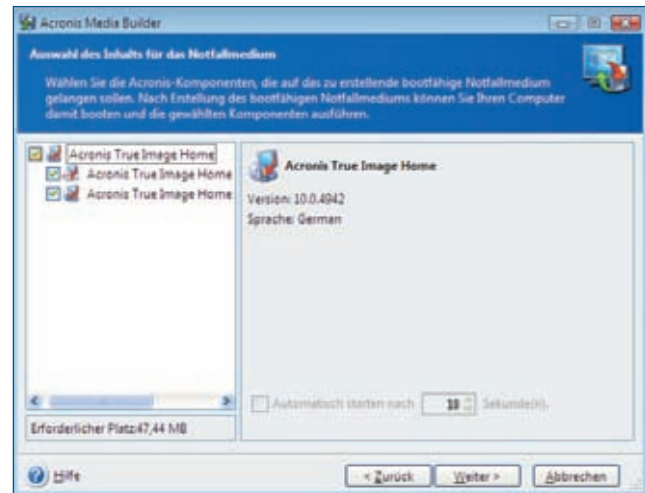 Acronis Media Builder
Auswahl des Inhalts für das Notfallmedium
Wählen Sie die Acronis-Komponenten, die auf das zu erstellende bootfähige Notfallmedium
gelangen sollen. Nach Erstellung des bootfähigen Notfallmediums können Sie Ihren Computer
damit booten und die gewählten Komponenten ausführen.
Acronis True Image Home
Acronis True Image Home
Acronis True Image Home
Erforderlicher Platz:47,44 MB
Acronis True Image Home
Version: 10.0.4942
Sprache: German
Automatisch starten nach 10 Sekunde(n).
Hilfe
< Zurück
Weiter >
Abbrechen